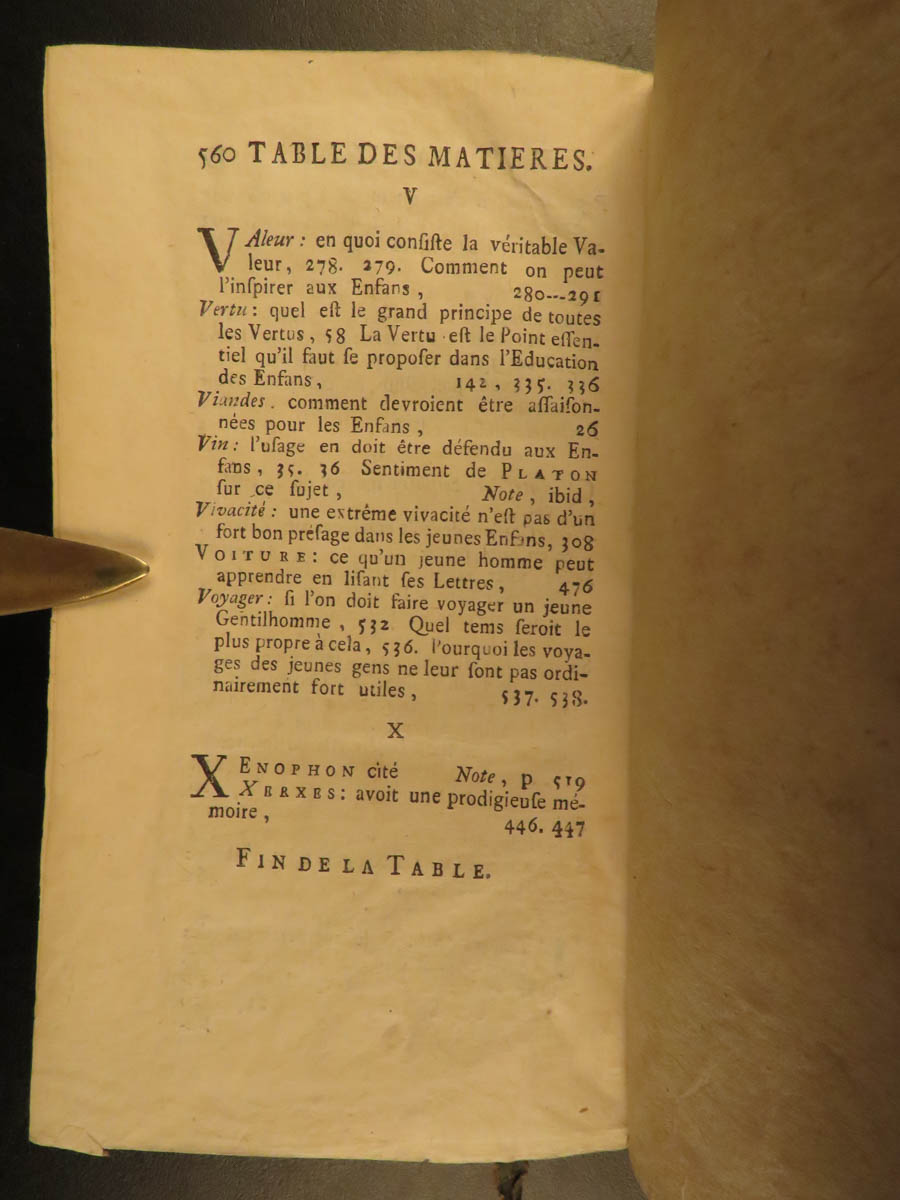 560 TABLE DES MATIERES.
V
VAleur : en quoi conſiſte la véritable Va-
leur, 278. 279. Comment on peut
l'inſpirer aux Enfans , 280---291
Vertu : quel eſt le grand principe de toutes
les Vertus , 58 La Vertu eſt le Point eſſen-
tiel qu'il faut ſe propoſer dans l'Education
des Enfans, 142 , 335. 336
Viandes. comment devroient être aſſaiſon-
nées pour les Enfans , 26
Vin : l'uſage en doit être défendu aux En-
fans , 35. 36 Sentiment de PLATON
ſur ce ſujet , Note , ibid ,
Vivacité : une extrême vivacité n'eſt pas d'un
fort bon préſage dans les jeunes Enfans, 308
VOITURE : ce qu'un jeune homme peut
apprendre en liſant ſes Lettres , 476
Voyager : ſi l'on doit faire voyager un jeune
Gentilhomme , 532 Quel tems ſeroit le
plus propre à cela, 536. Pourquoi les voya-
ges des jeunes gens ne leur ſont pas ordi-
nairement fort utiles , 537. 538.
X
XENOPHON cité Note , p 519
XERXES : avoit une prodigieuſe mé-
moire , 446. 447
FIN DE LA TABLE.